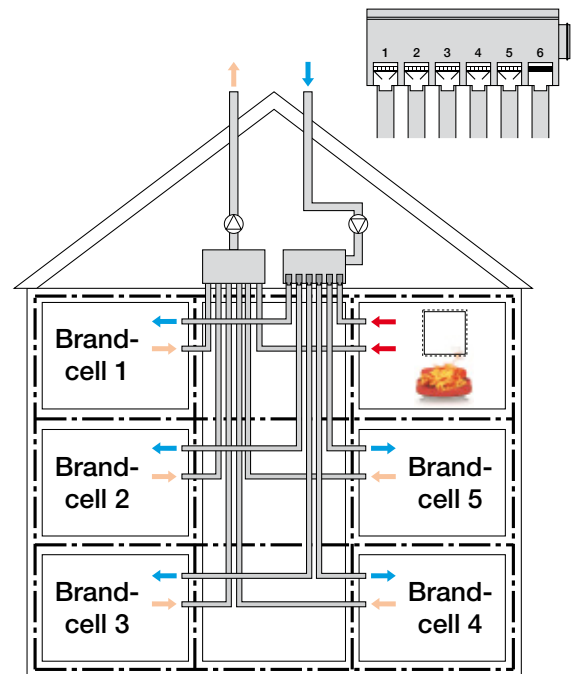 1 2 3 4 5 6
Brand-
cell 1
Brand-
cell 2
Brand-
cell 5
Brand-
cell 3
Brand-
cell 4